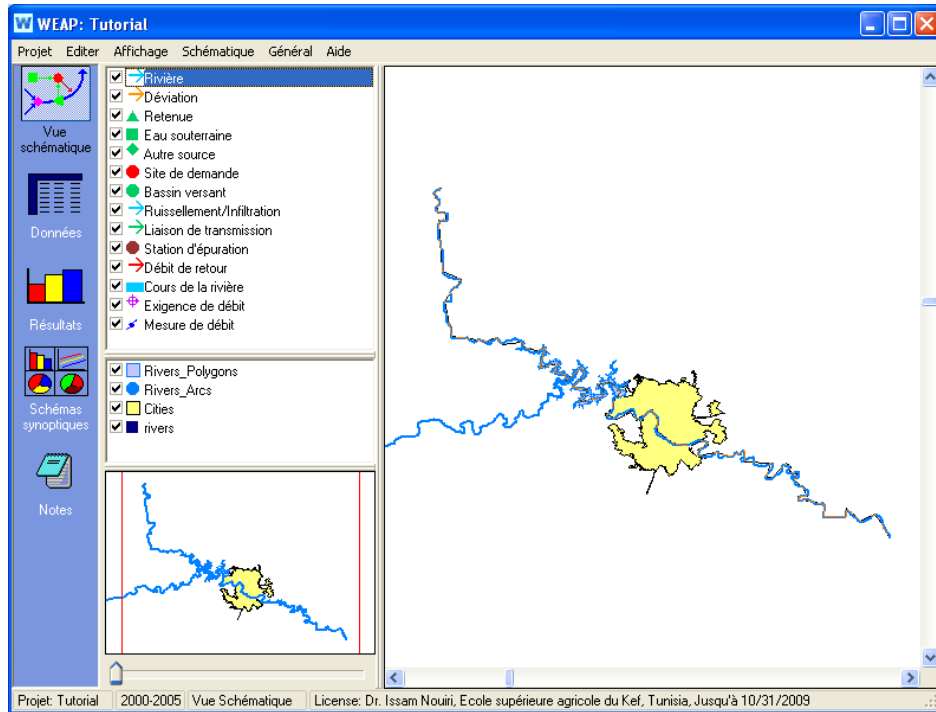 WEAP: Tutorial
Projet Editer Affichage Schématique Général Aide
Vue schématique
Données
Résultats
Schémas synoptiques
Notes
Rivière
Déviation
Retenue
Eau souterraine
Autre source
Site de demande
Bassin versant
Ruissellement/Infiltration
Liaison de transmission
Station d'épuration
Débit de retour
Cours de la rivière
Exigence de débit
Mesure de débit
Rivers_Polygons
Rivers_Arcs
Cities
rivers
Projet: Tutorial 2000-2005 Vue Schématique License: Dr. Issam Nouiri, Ecole supérieure agricole du Kef, Tunisia, Jusqu'à 10/31/2009